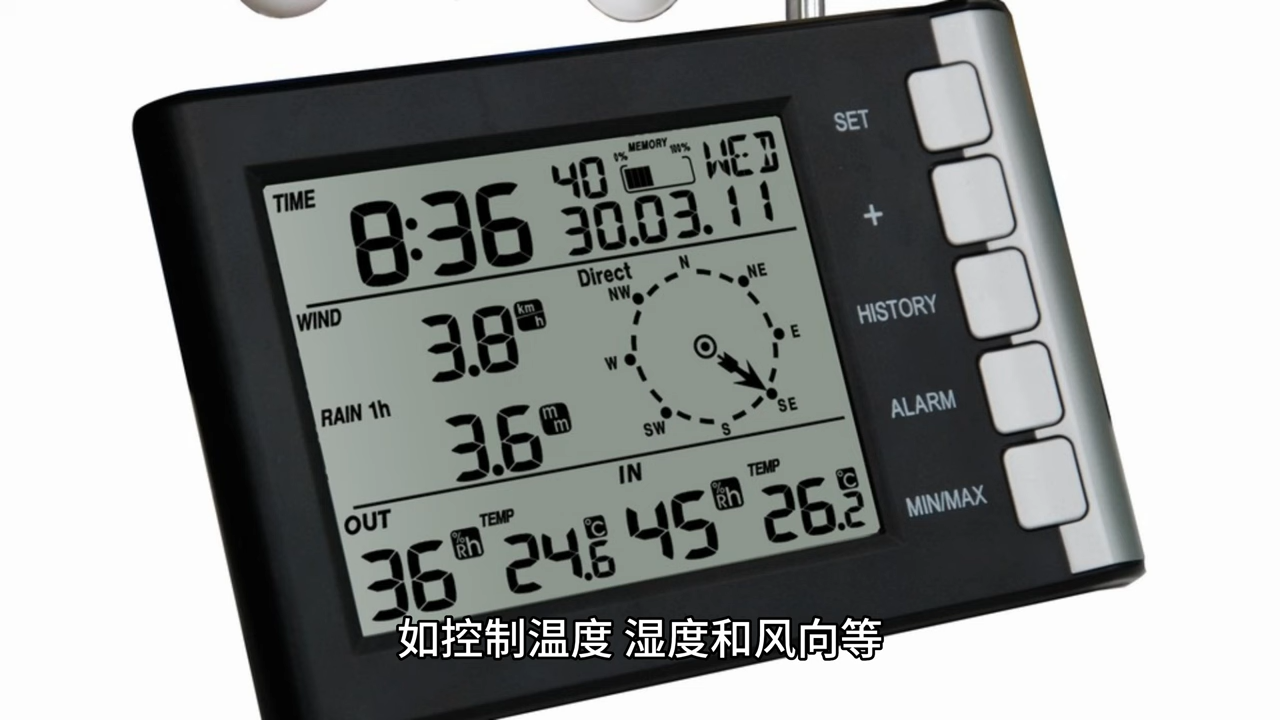 SET
+
HISTORY
ALARM
MIN/MAX
TIME
8:36
40
0% MEMORY 100%
WED
30.03.11
WIND
3.8 km/h
Direct
N
NE
E
SE
S
SW
W
NW
RAIN 1h
3.6 mm
OUT
36 %Rh
TEMP
24.6 °C
IN
45 %Rh
TEMP
26.2 °C
如控制温度 湿度和风向等